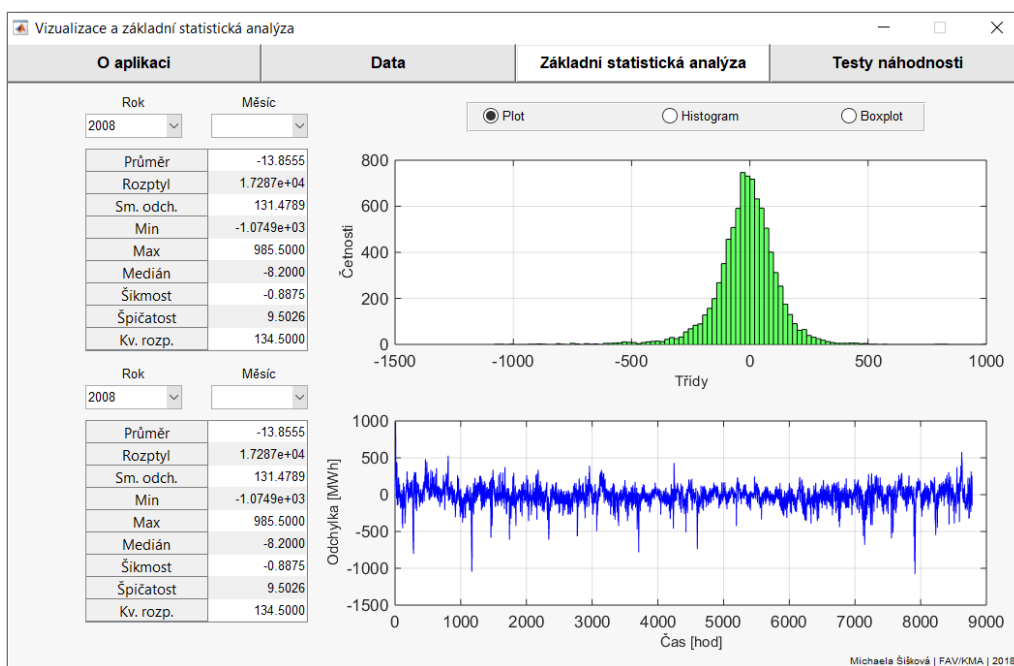 Vizualizace a základní statistická analýza
O aplikaci Data Základní statistická analýza Testy náhodnosti
Rok Měsíc
2008
Průměr -13.8555
Rozptyl 1.7287e+04
Sm. odch. 131.4789
Min -1.0749e+03
Max 985.5000
Medián -8.2000
Šikmost -0.8875
Špičatost 9.5026
Kv. rozp. 134.5000
Rok Měsíc
2008
Průměr -13.8555
Rozptyl 1.7287e+04
Sm. odch. 131.4789
Min -1.0749e+03
Max 985.5000
Medián -8.2000
Šikmost -0.8875
Špičatost 9.5026
Kv. rozp. 134.5000
Plot Histogram Boxplot
Četnosti
800
600
400
200
0
-1500 -1000 -500 0 500 1000
Třídy
Odchylka [MWh]
1000
500
0
-500
-1000
-1500
0 1000 2000 3000 4000 5000 6000 7000 8000 9000
Čas [hod]
Michaela Šišková | FAV/KMA | 2018